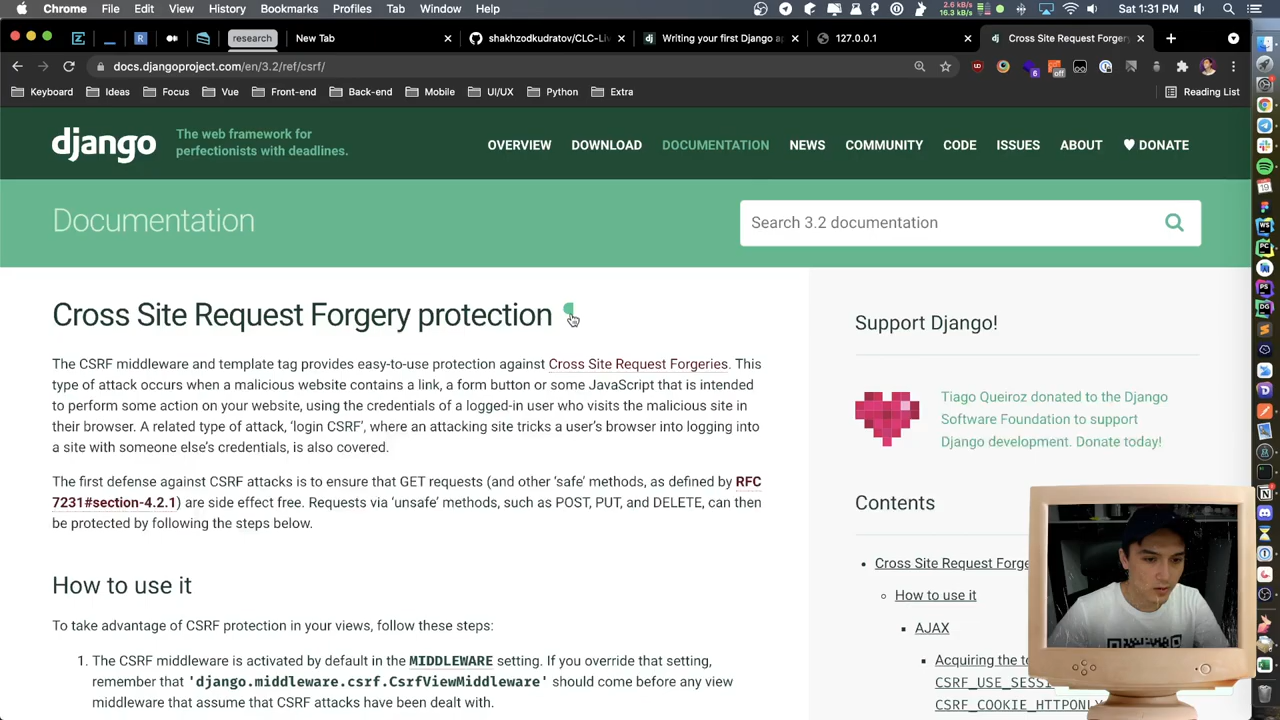 Chrome File Edit View History Bookmarks Profiles Tab Window Help
2.6 kB/s
16.3 kB/s
Sat 1:31 PM
research New Tab shakhzodkudratov/CLC-Li Writing your first Django a 127.0.0.1 Cross Site Request Forgery
docs.djangoproject.com/en/3.2/ref/csrf/
6
off
Keyboard Ideas Focus Vue Front-end Back-end Mobile UI/UX Python Extra Reading List
django
The web framework for
perfectionists with deadlines.
OVERVIEW DOWNLOAD DOCUMENTATION NEWS COMMUNITY CODE ISSUES ABOUT ♥ DONATE
Documentation
Search 3.2 documentation
Cross Site Request Forgery protection
The CSRF middleware and template tag provides easy-to-use protection against Cross Site Request Forgeries. This
type of attack occurs when a malicious website contains a link, a form button or some JavaScript that is intended
to perform some action on your website, using the credentials of a logged-in user who visits the malicious site in
their browser. A related type of attack, ‘login CSRF’, where an attacking site tricks a user’s browser into logging into
a site with someone else’s credentials, is also covered.
The first defense against CSRF attacks is to ensure that GET requests (and other ‘safe’ methods, as defined by RFC
7231#section-4.2.1) are side effect free. Requests via ‘unsafe’ methods, such as POST, PUT, and DELETE, can then
be protected by following the steps below.
How to use it
To take advantage of CSRF protection in your views, follow these steps:
1. The CSRF middleware is activated by default in the MIDDLEWARE setting. If you override that setting,
remember that 'django.middleware.csrf.CsrfViewMiddleware' should come before any view
middleware that assume that CSRF attacks have been dealt with.
Support Django!
Tiago Queiroz donated to the Django
Software Foundation to support
Django development. Donate today!
Contents
Cross Site Request Forge
How to use it
AJAX
Acquiring the to
CSRF_USE_SESSI
CSRF_COOKIE_HTTPONLY